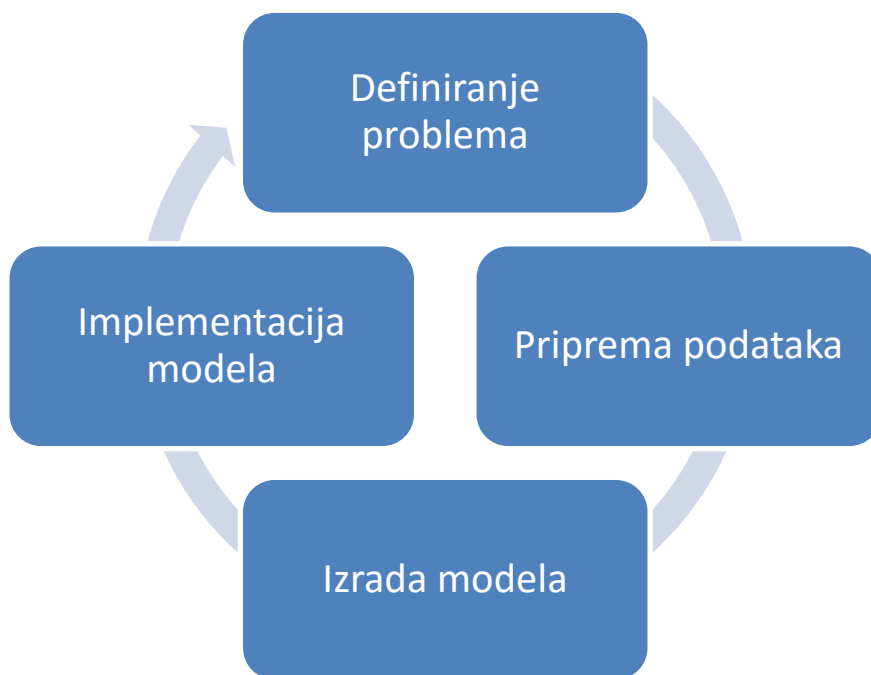 Definiranje
problema
Priprema podataka
Izrada modela
Implementacija
modela